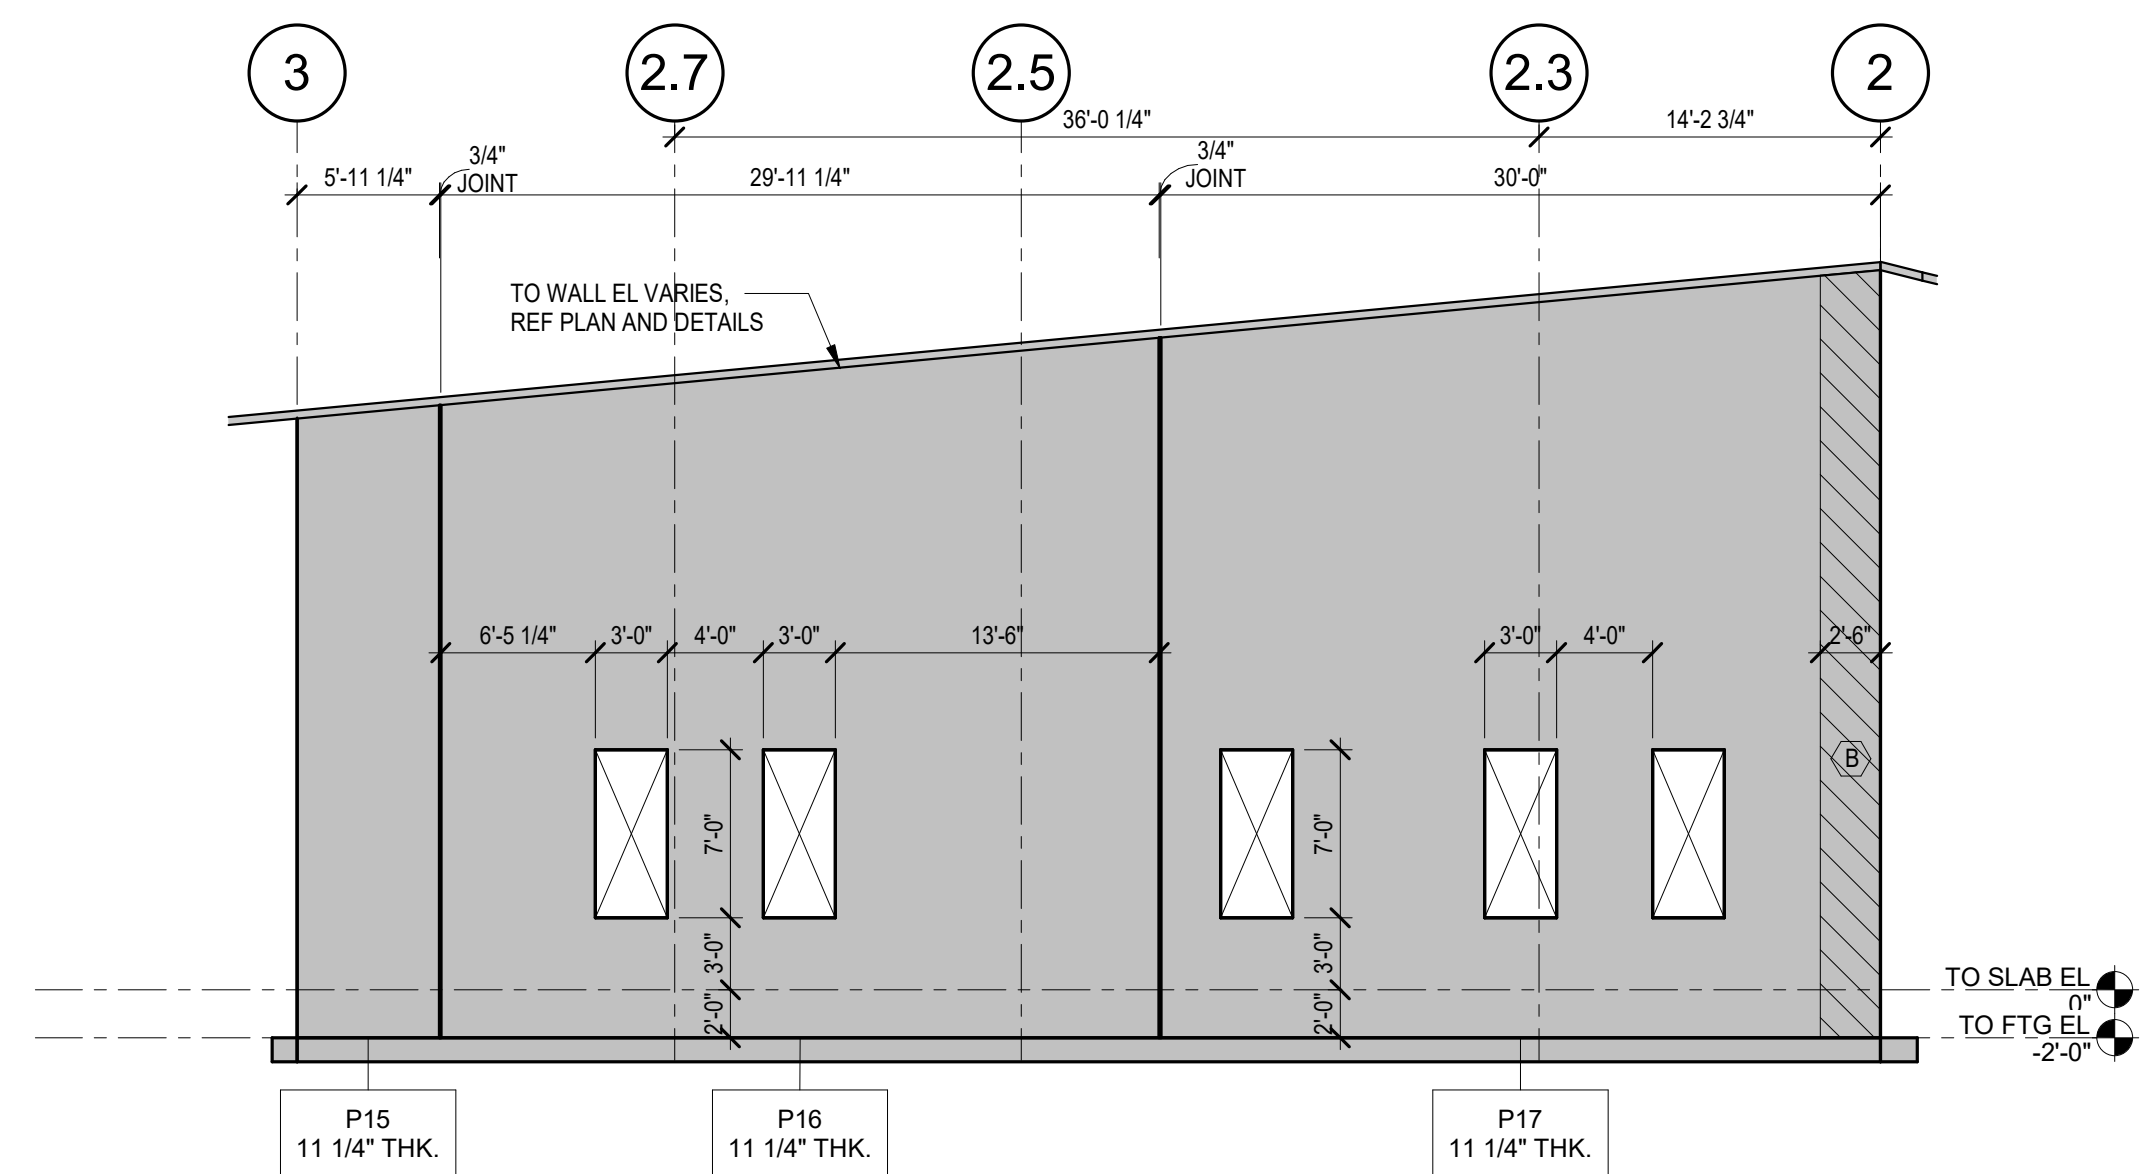 3
2.7
2.5
2.3
2
36'-0 1/4"
14'-2 3/4"
5'-11 1/4"
3/4"
JOINT
29'-11 1/4"
3/4"
JOINT
30'-0"
TO WALL EL VARIES,
REF PLAN AND DETAILS
6'-5 1/4"
3'-0"
4'-0"
3'-0"
13'-6"
3'-0"
4'-0"
2'-6"
B
7'-0"
3'-0"
2'-0"
7'-0"
3'-0"
2'-0"
TO SLAB EL
0"
TO FTG EL
-2'-0"
P15
11 1/4" THK.
P16
11 1/4" THK.
P17
11 1/4" THK.